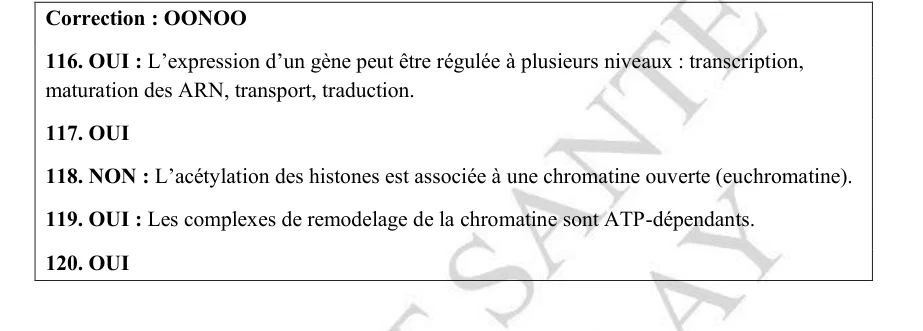 Correction : OONOO
116. OUI : L’expression d’un gène peut être régulée à plusieurs niveaux : transcription,
maturation des ARN, transport, traduction.
117. OUI
118. NON : L’acétylation des histones est associée à une chromatine ouverte (euchromatine).
119. OUI : Les complexes de remodelage de la chromatine sont ATP-dépendants.
120. OUI
SANTE
AY